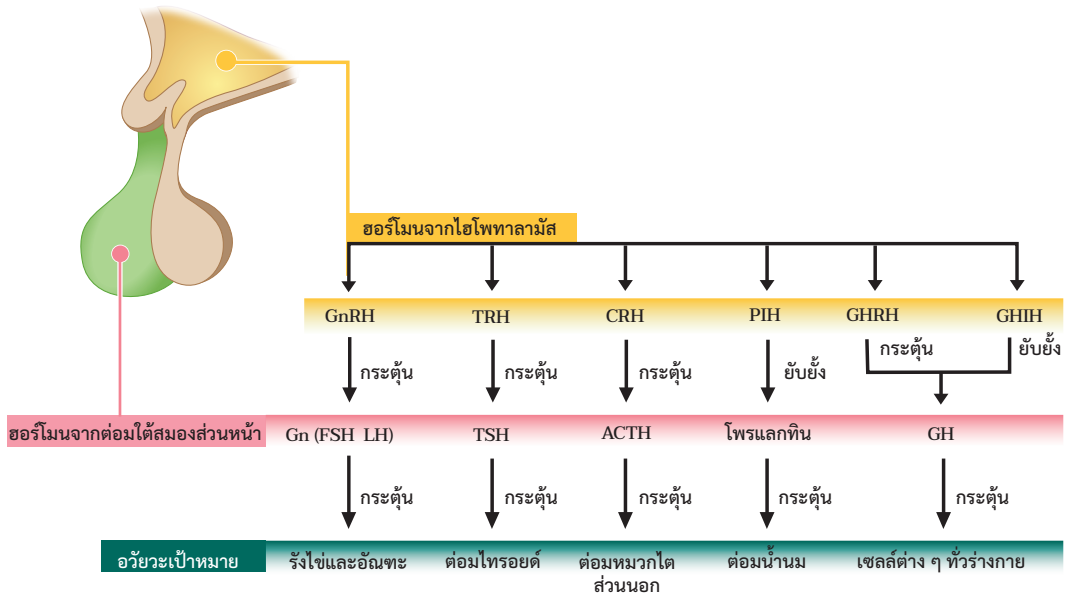 ฮอร์โมนจากไฮโพทาลามัส
GnRH TRH CRH PIH GHRH GHIH
กระตุ้น กระตุ้น กระตุ้น ยับยั้ง กระตุ้น ยับยั้ง
ฮอร์โมนจากต่อมใต้สมองส่วนหน้า Gn (FSH LH) TSH ACTH โพรแลกทิน GH
กระตุ้น กระตุ้น กระตุ้น กระตุ้น กระตุ้น
อวัยวะเป้าหมาย รังไข่และอัณฑะ ต่อมไทรอยด์ ต่อมหมวกไต ต่อมน้ำนม เซลล์ต่าง ๆ ทั่วร่างกาย
ส่วนนอก